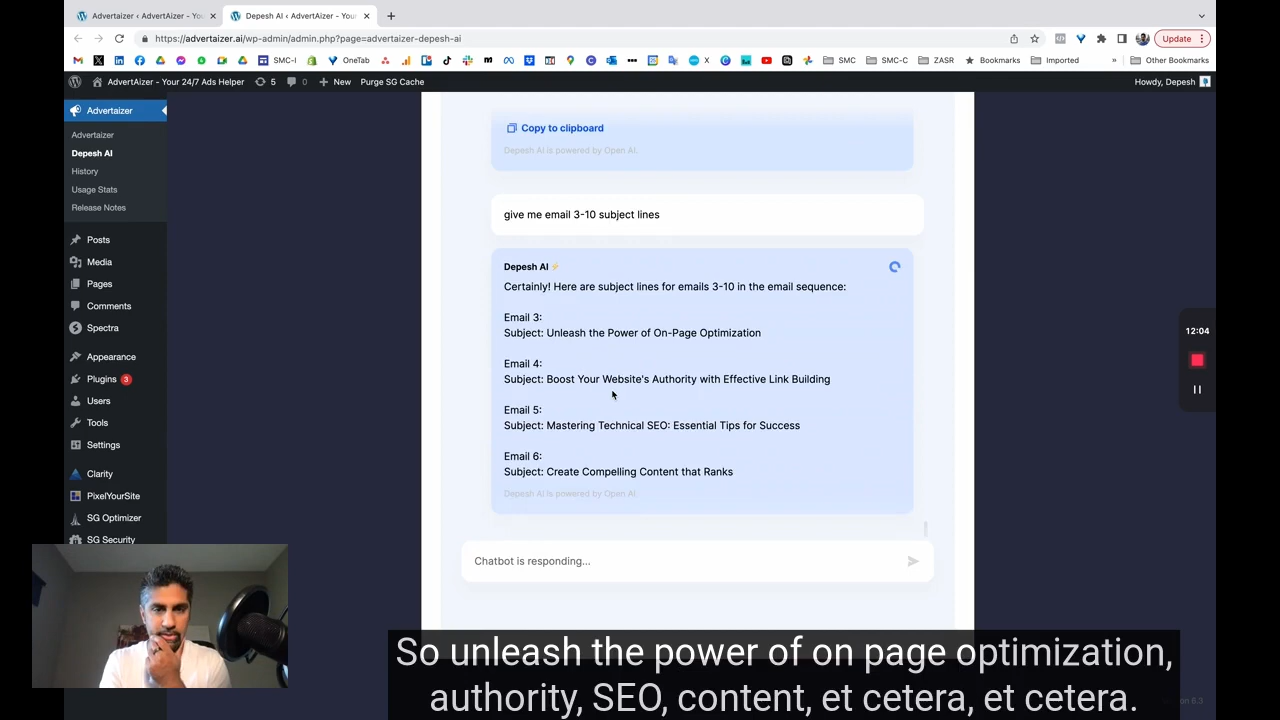 Advertaizer ‹ AdvertAizer - Yo
Depesh AI ‹ AdvertAizer - Your
https://advertaizer.ai/wp-admin/admin.php?page=advertaizer-depesh-ai
Update
SMC-I
OneTab
X
SMC
SMC-C
ZASR
Bookmarks
Imported
»
Other Bookmarks
AdvertAizer - Your 24/7 Ads Helper
5
0
New
Purge SG Cache
Howdy, Depesh
Advertaizer
Advertaizer
Depesh AI
History
Usage Stats
Release Notes
Posts
Media
Pages
Comments
Spectra
Appearance
Plugins 3
Users
Tools
Settings
Clarity
PixelYourSite
SG Optimizer
SG Security
Copy to clipboard
Depesh AI is powered by Open AI.
give me email 3-10 subject lines
Depesh AI ⚡
Certainly! Here are subject lines for emails 3-10 in the email sequence:
Email 3:
Subject: Unleash the Power of On-Page Optimization
Email 4:
Subject: Boost Your Website's Authority with Effective Link Building
Email 5:
Subject: Mastering Technical SEO: Essential Tips for Success
Email 6:
Subject: Create Compelling Content that Ranks
Depesh AI is powered by Open AI
Chatbot is responding...
12:04
So unleash the power of on page optimization,
authority, SEO, content, et cetera, et cetera.